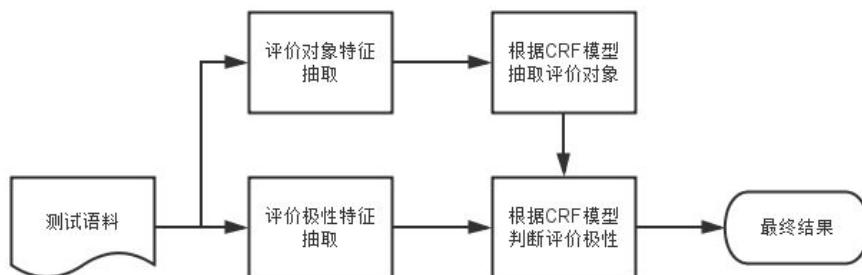 评价对象特征
抽取
根据CRF模型
抽取评价对象
测试语料
评价极性特征
抽取
根据CRF模型
判断评价极性
最终结果